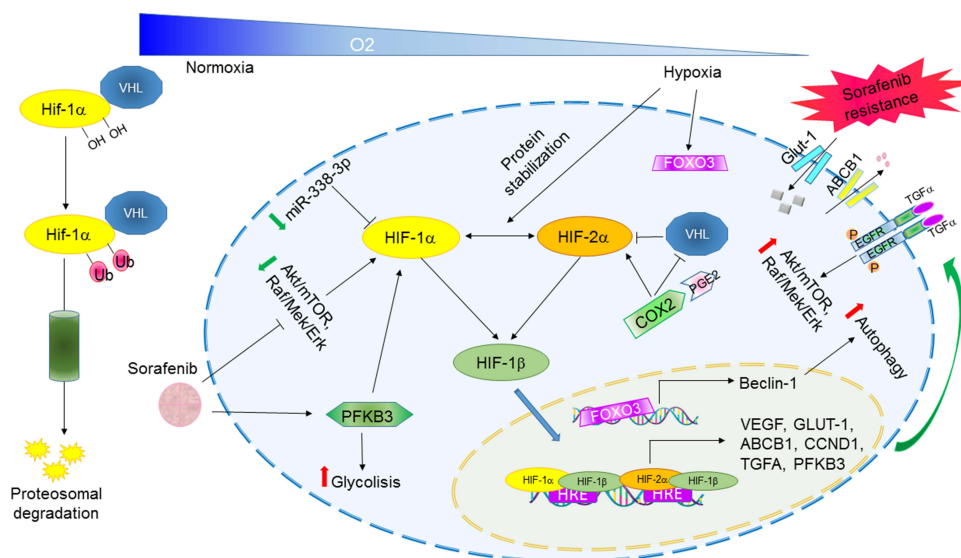 O2
Normoxia
Hypoxia
VHL
Hif-1α
OH
OH
Hif-1α
VHL
Ub
Ub
Proteosomal
degradation
Sorafenib
miR-338-3p
Akt/mTOR,
Raf/Mek/Erk
Protein
stabilization
FOXO3
HIF-1α
HIF-2α
VHL
COX2
PGE2
HIF-1β
PFKB3
Glycolisis
Sorafenib
resistance
Glut-1
ABCB1
TGFα
TGFα
EGFR
EGFR
P
P
Akt/mTOR,
Raf/Mek/Erk
Autophagy
Beclin-1
FOXO3
VEGF, GLUT-1,
ABCB1, CCND1,
TGFA, PFKB3
HIF-1α
HIF-1β
HIF-2α
HIF-1β
HRE
HRE